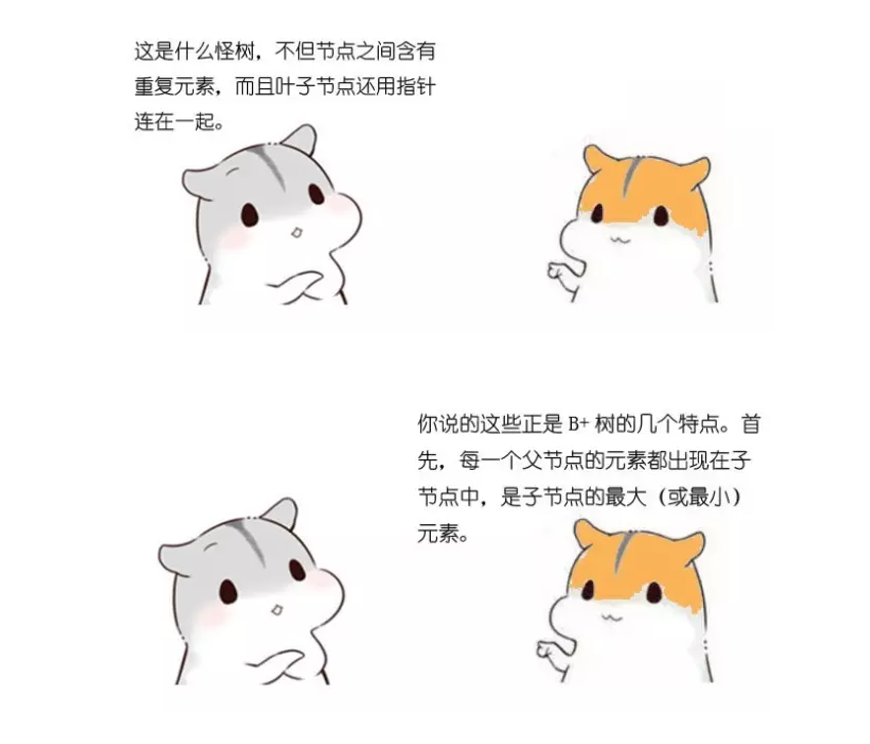 这是什么怪树，不但节点之间含有
重复元素，而且叶子节点还用指针
连在一起。
你说的这些正是 B+ 树的几个特点。首
先，每一个父节点的元素都出现在子
节点中，是子节点的最大（或最小）
元素。